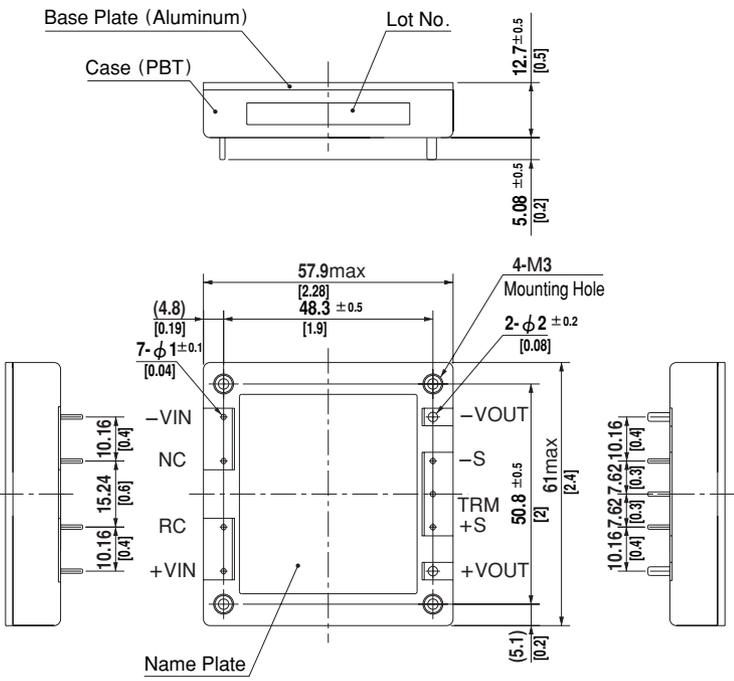 Base Plate (Aluminum)
Lot No.
Case (PBT)
12.7±0.5
[0.5]
5.08 ±0.5
[0.2]
57.9max
[2.28]
4-M3
Mounting Hole
(4.8)
[0.19]
48.3 ±0.5
[1.9]
2-ϕ2 ±0.2
[0.08]
7-ϕ1±0.1
[0.04]
−VIN
NC
RC
+VIN
−VOUT
−S
TRM
+S
+VOUT
10.16
[0.4]
15.24
[0.6]
10.16
[0.4]
50.8 ±0.5
[2]
61max
[2.4]
(5.1)
[0.2]
10.16
[0.4]
7.62
[0.3]
7.62
[0.3]
10.16
[0.4]
Name Plate